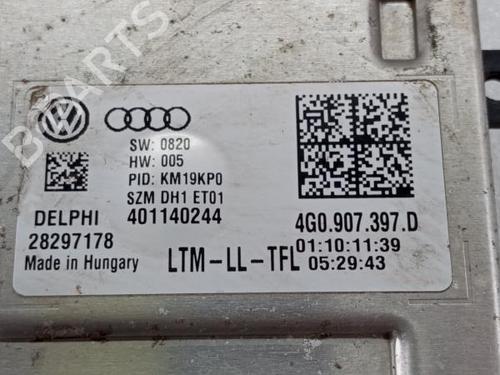 SW: 0820
HW: 005
PID: KM19KP0
SZM DH1 ET01
DELPHI 401140244
28297178
Made in Hungary
LTM-LL-TFL
4G0.907.397.D
01:10:11:39
05:29:43
B-PARTS